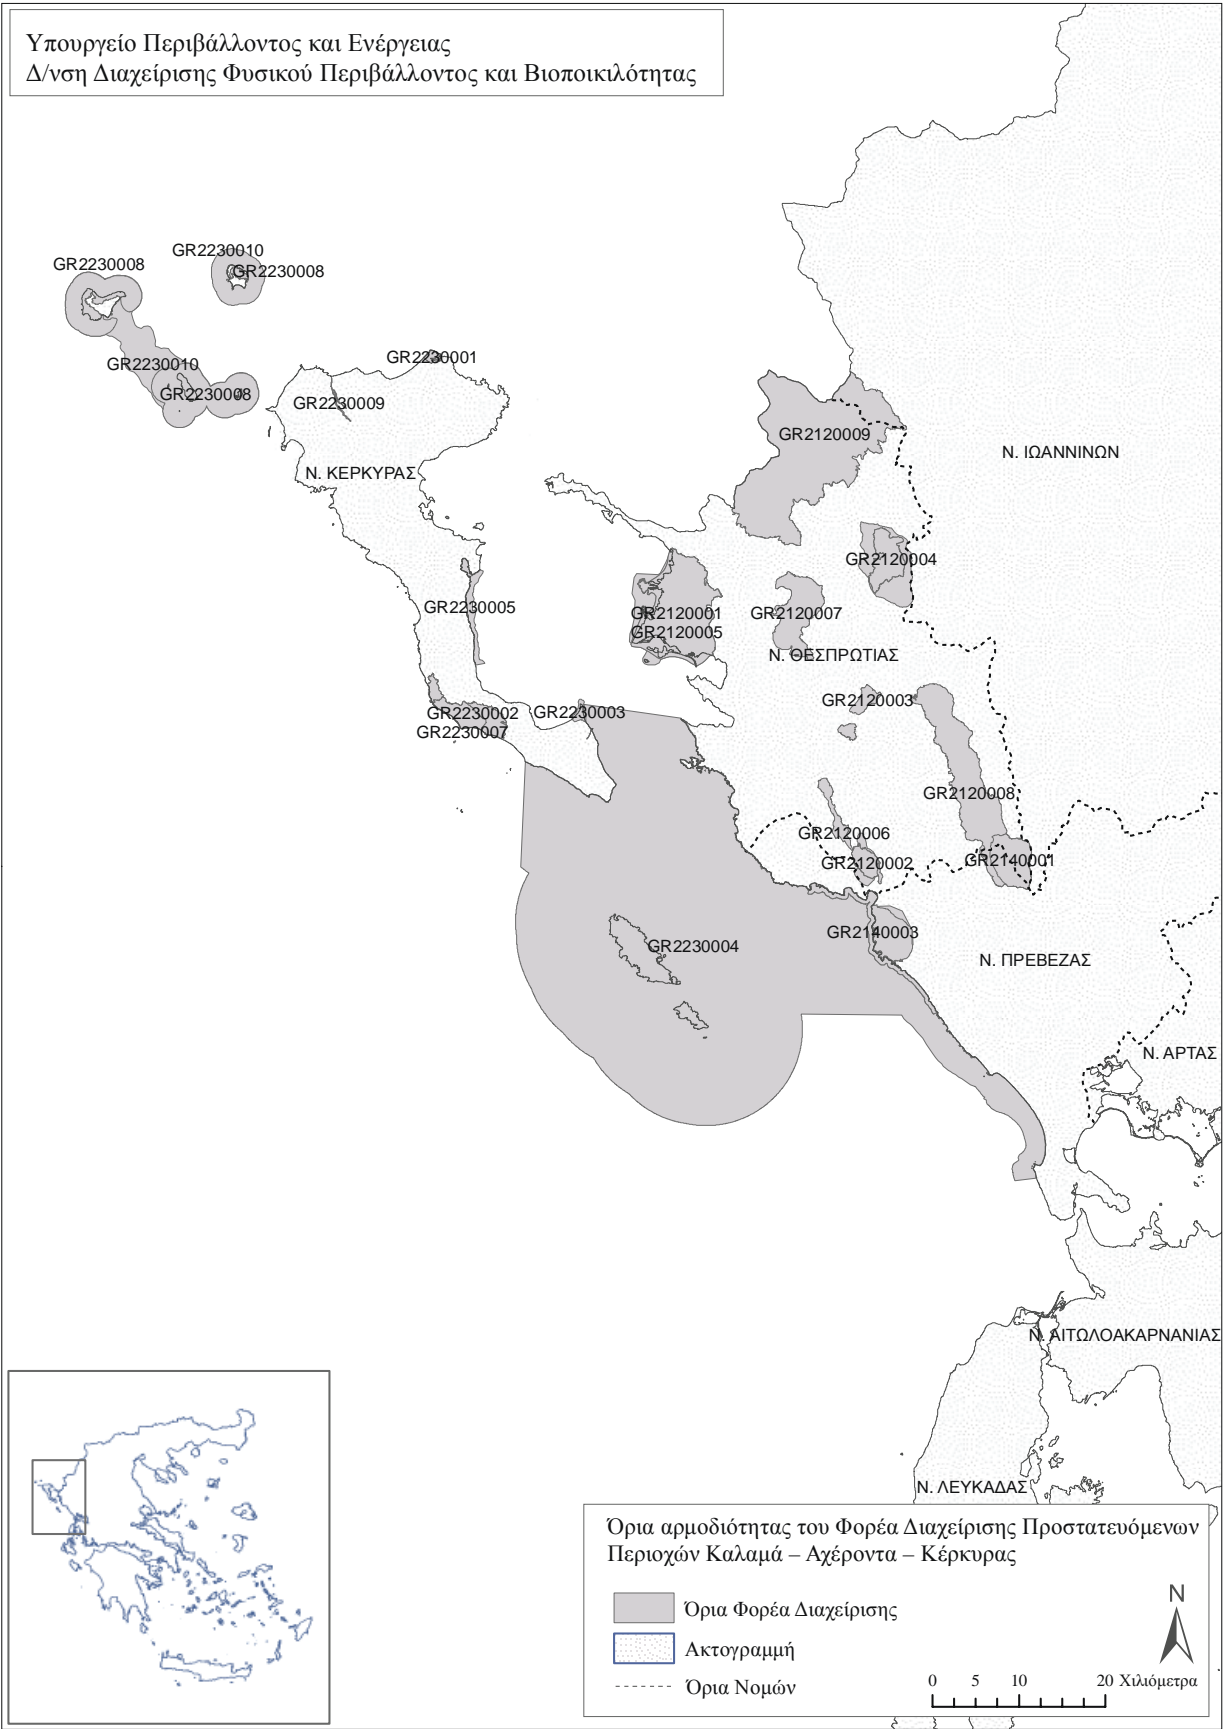 Υπουργείο Περιβάλλοντος και Ενέργειας
Δ/νση Διαχείρισης Φυσικού Περιβάλλοντος και Βιοποικιλότητας
GR2230010
GR2230008
GR2230008
GR2230001
GR2230010
GR2230008
GR2230009
GR2120009
Ν. ΙΩΑΝΝΙΝΩΝ
Ν. ΚΕΡΚΥΡΑΣ
GR2120004
GR2230005
GR2120001
GR2120007
GR2120005
Ν. ΘΕΣΠΡΩΤΙΑΣ
GR2120003
GR2230002
GR2230003
GR2230007
GR2120008
GR2120006
GR2120002
GR2140001
GR2140003
GR2230004
Ν. ΠΡΕΒΕΖΑΣ
Ν. ΑΡΤΑΣ
Ν. ΑΙΤΩΛΟΑΚΑΡΝΑΝΙΑΣ
Ν. ΛΕΥΚΑΔΑΣ
Όρια αρμοδιότητας του Φορέα Διαχείρισης Προστατευόμενων
Περιοχών Καλαμά – Αχέροντα – Κέρκυρας
Όρια Φορέα Διαχείρισης
Ακτογραμμή
Όρια Νομών
N
0 5 10 20 Χιλιόμετρα